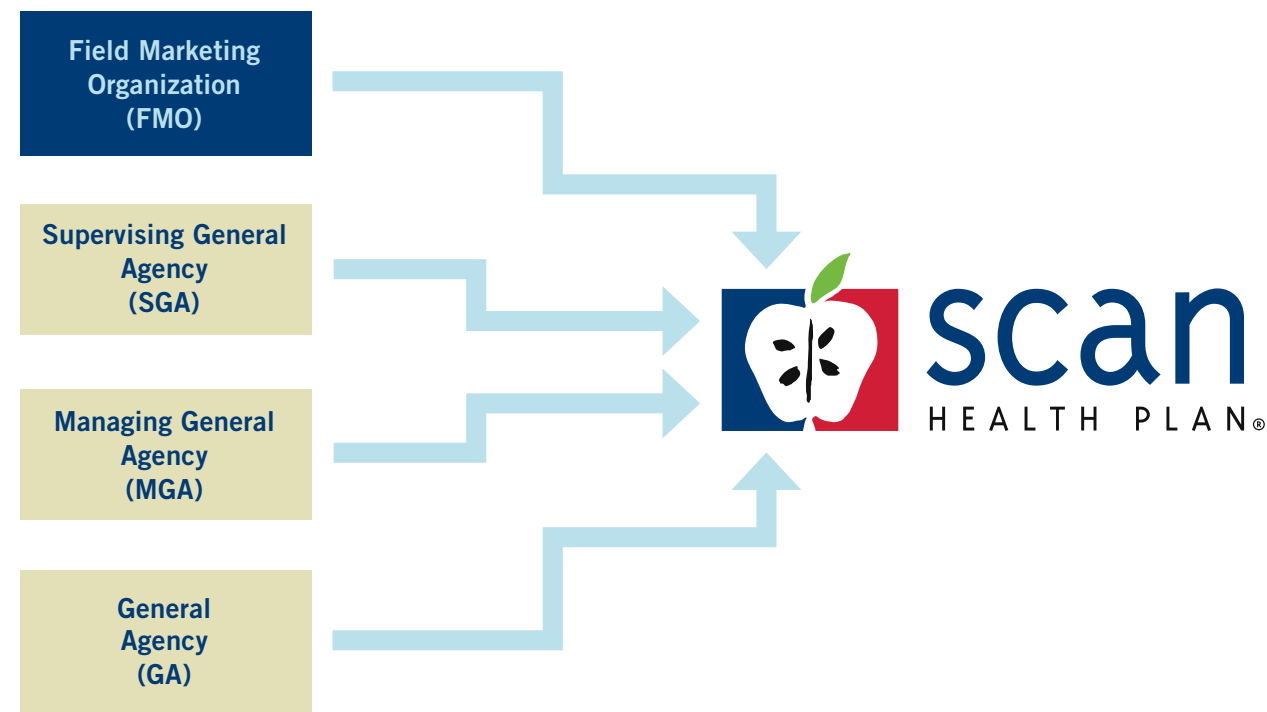 Field Marketing
Organization
(FMO)
Supervising General
Agency
(SGA)
Managing General
Agency
(MGA)
General
Agency
(GA)
scan
HEALTH PLAN®